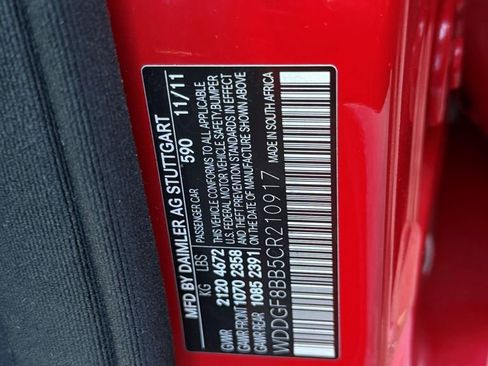 MFD BY DAIMLER AG STUTTGART
590 11/11
PASSENGER CAR
KG LBS
THIS VEHICLE CONFORMS TO ALL APPLICABLE
U.S. FEDERAL MOTOR VEHICLE SAFETY, BUMPER
AND THEFT PREVENTION STANDARDS IN EFFECT
ON THE DATE OF MANUFACTURE SHOWN ABOVE
GVWR 2120 4672
GAWR FRONT 1070 2358
GAWR REAR 1085 2391
WDDGF8BB5CR210917 MADE IN SOUTH AFRICA